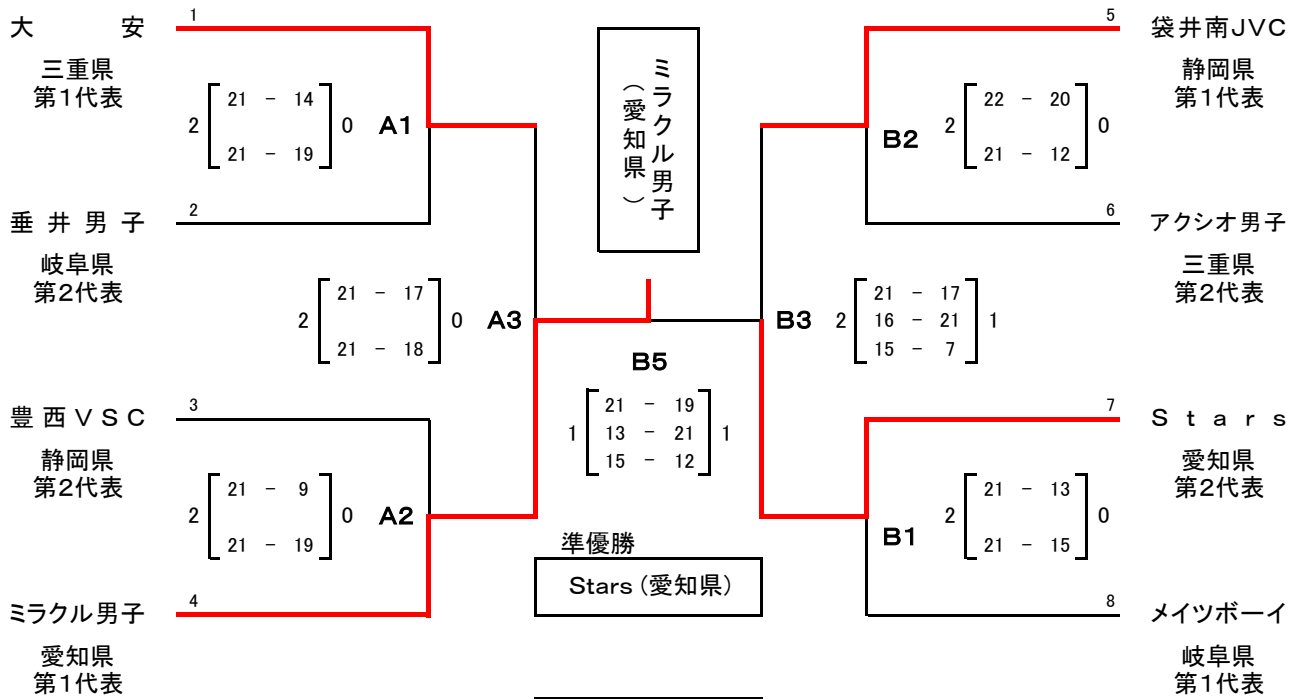 1
大安
三重県
第1代表
2 [21 - 14] 0 A1
21 - 19
2
垂井男子
岐阜県
第2代表
2 [21 - 17] 0 A3
21 - 18
3
豊西VSC
静岡県
第2代表
2 [21 - 9] 0 A2
21 - 19
4
ミラクル男子
愛知県
第1代表
ミラクル男子
(愛知県)
B5
21 - 19
1 [13 - 21] 1
15 - 12
準優勝
Stars(愛知県)
5
袋井南JVC
静岡県
第1代表
B2 2 [22 - 20] 0
21 - 12
6
アクシオ男子
三重県
第2代表
21 - 17
B3 2 [16 - 21] 1
15 - 7
7
Stars
愛知県
第2代表
B1 2 [21 - 13] 0
21 - 15
8
メイツボーイ
岐阜県
第1代表